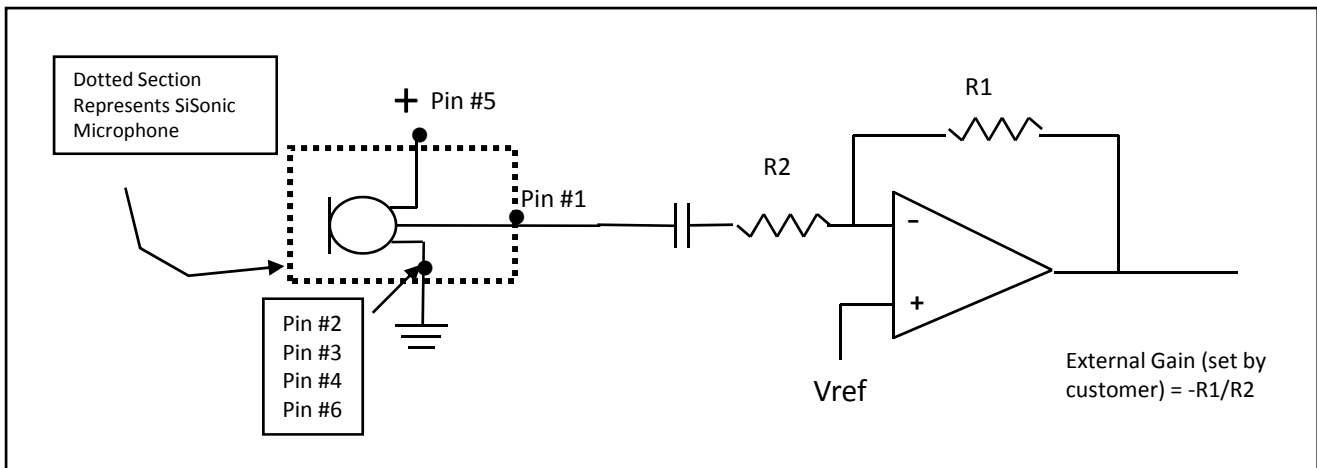 Dotted Section
Represents SiSonic
Microphone
+ Pin #5
Pin #1
Pin #2
Pin #3
Pin #4
Pin #6
R2
R1
-
+
Vref
External Gain (set by
customer) = -R1/R2